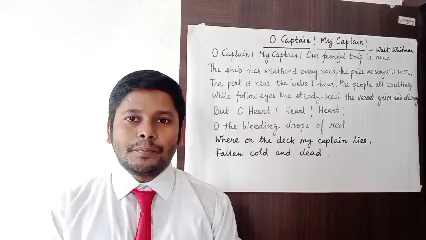 O Captain! My Captain!
- Walt Whitman
O Captain! My Captain! Our fearful trip is done
The ship has weather'd every rack, the prize we sought is won,
The port is near, the bells I hear, the people all exulting
While follow eyes the steady keel the vessel grim and daring
But O Heart! Heart! Heart!
O the bleeding drops of red
Where on the deck my captain lies,
Fallen cold and dead.